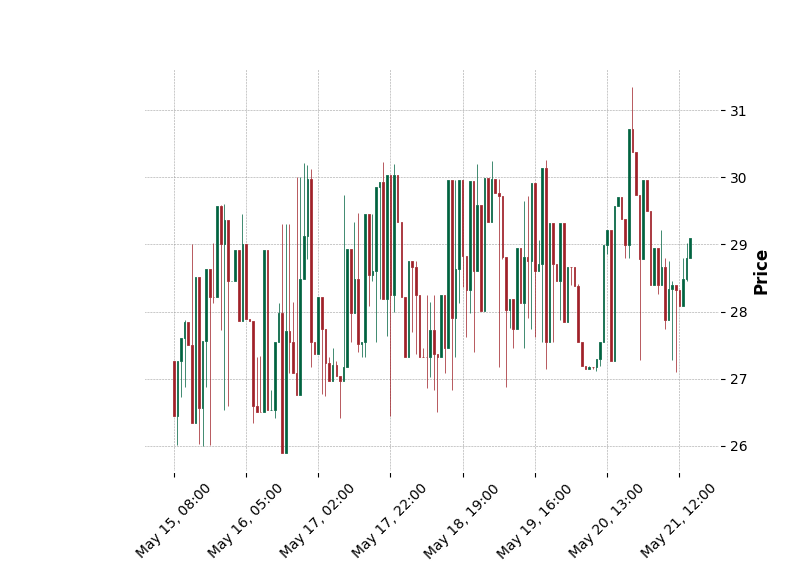 31
30
29
28
27
26
Price
May 15, 08:00
May 16, 05:00
May 17, 02:00
May 17, 22:00
May 18, 19:00
May 19, 16:00
May 20, 13:00
May 21, 12:00